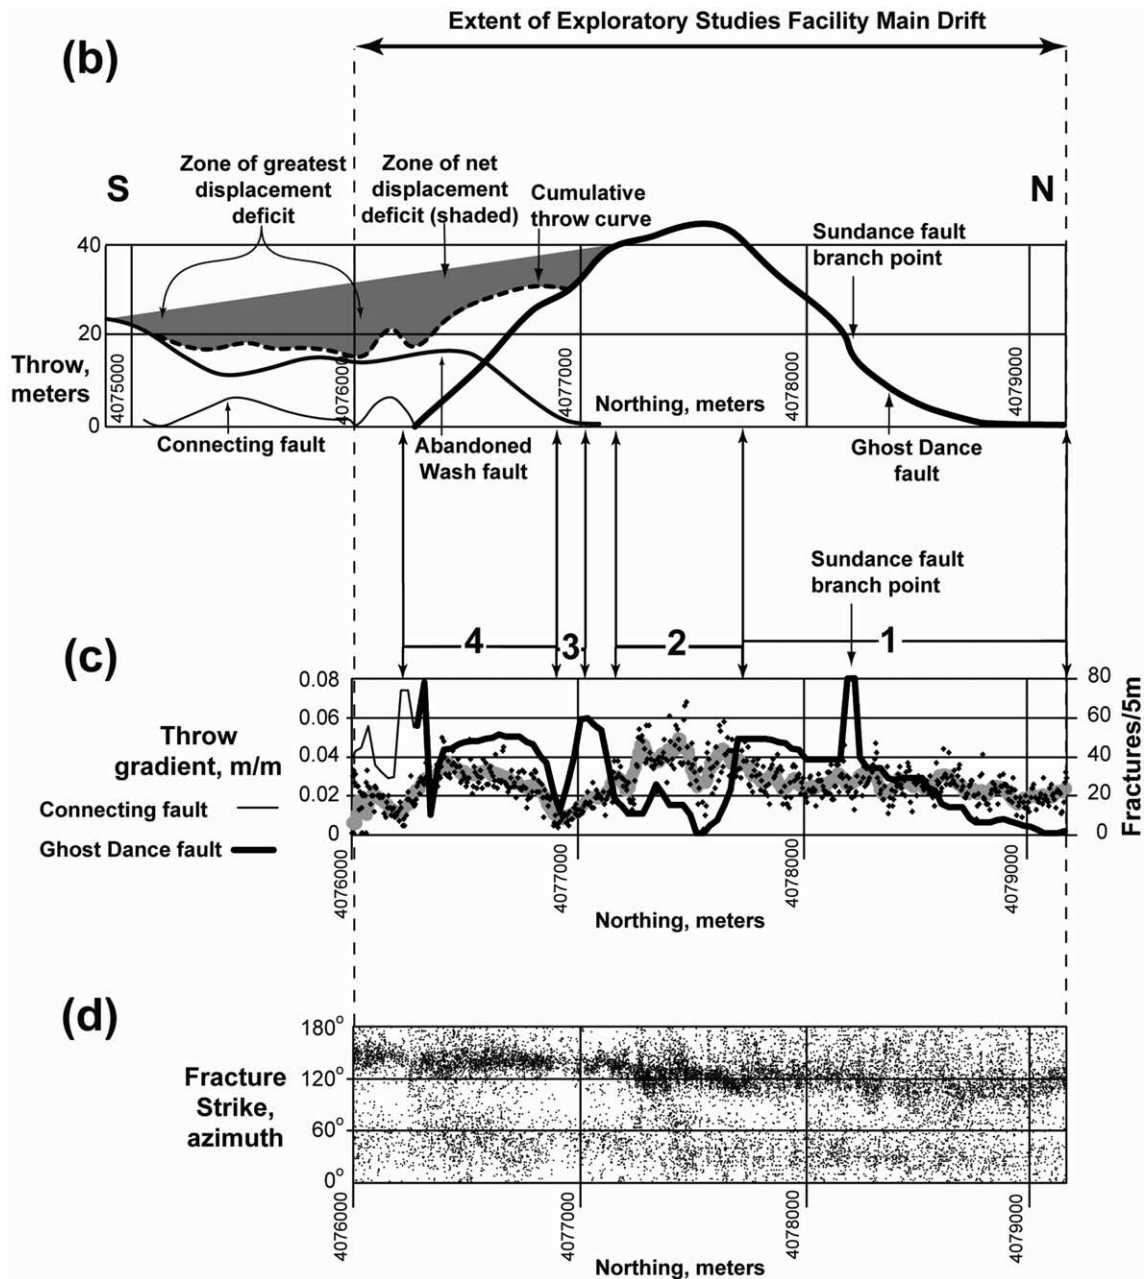 (b)
Extent of Exploratory Studies Facility Main Drift
S
N
Zone of greatest
displacement
deficit
Zone of net
displacement
deficit (shaded)
Cumulative
throw curve
Sundance fault
branch point
40
20
0
Throw,
meters
4075000
4076000
4077000
4078000
4079000
Northing, meters
Connecting fault
Abandoned
Wash fault
Ghost Dance
fault
Sundance fault
branch point
4
3
2
1
(c)
0.08
0.06
0.04
0.02
0
Throw
gradient, m/m
Connecting fault
Ghost Dance fault
80
60
40
20
0
Fractures/5m
4076000
4077000
4078000
4079000
Northing, meters
(d)
180°
120°
60°
0°
Fracture
Strike,
azimuth
4076000
4077000
4078000
4079000
Northing, meters